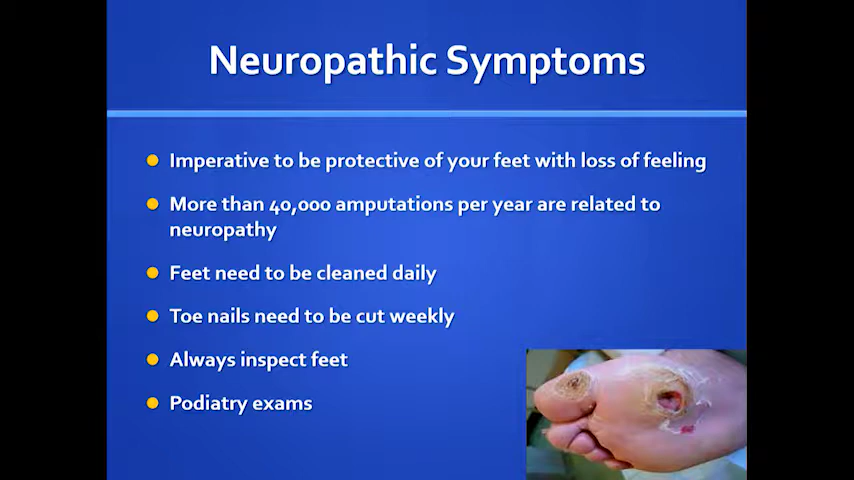 Neuropathic Symptoms
Imperative to be protective of your feet with loss of feeling
More than 40,000 amputations per year are related to
neuropathy
Feet need to be cleaned daily
Toe nails need to be cut weekly
Always inspect feet
Podiatry exams